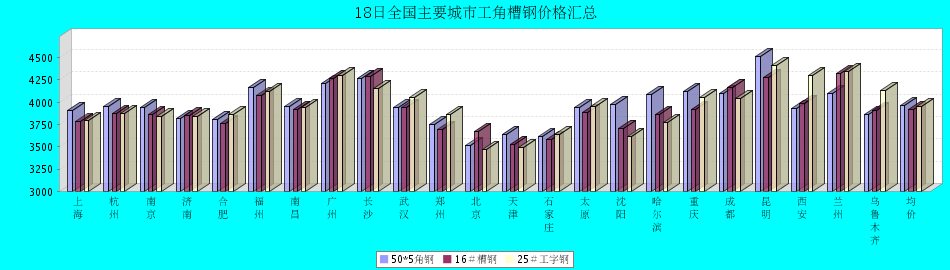 18日全国主要城市工角槽钢价格汇总
4500
4250
4000
3750
3500
3250
3000
上海
杭州
南京
济南
合肥
福州
南昌
广州
长沙
武汉
郑州
北京
天津
石家庄
太原
沈阳
哈尔滨
重庆
成都
昆明
西安
兰州
乌鲁木齐
均价
50*5角钢
16#槽钢
25#工字钢